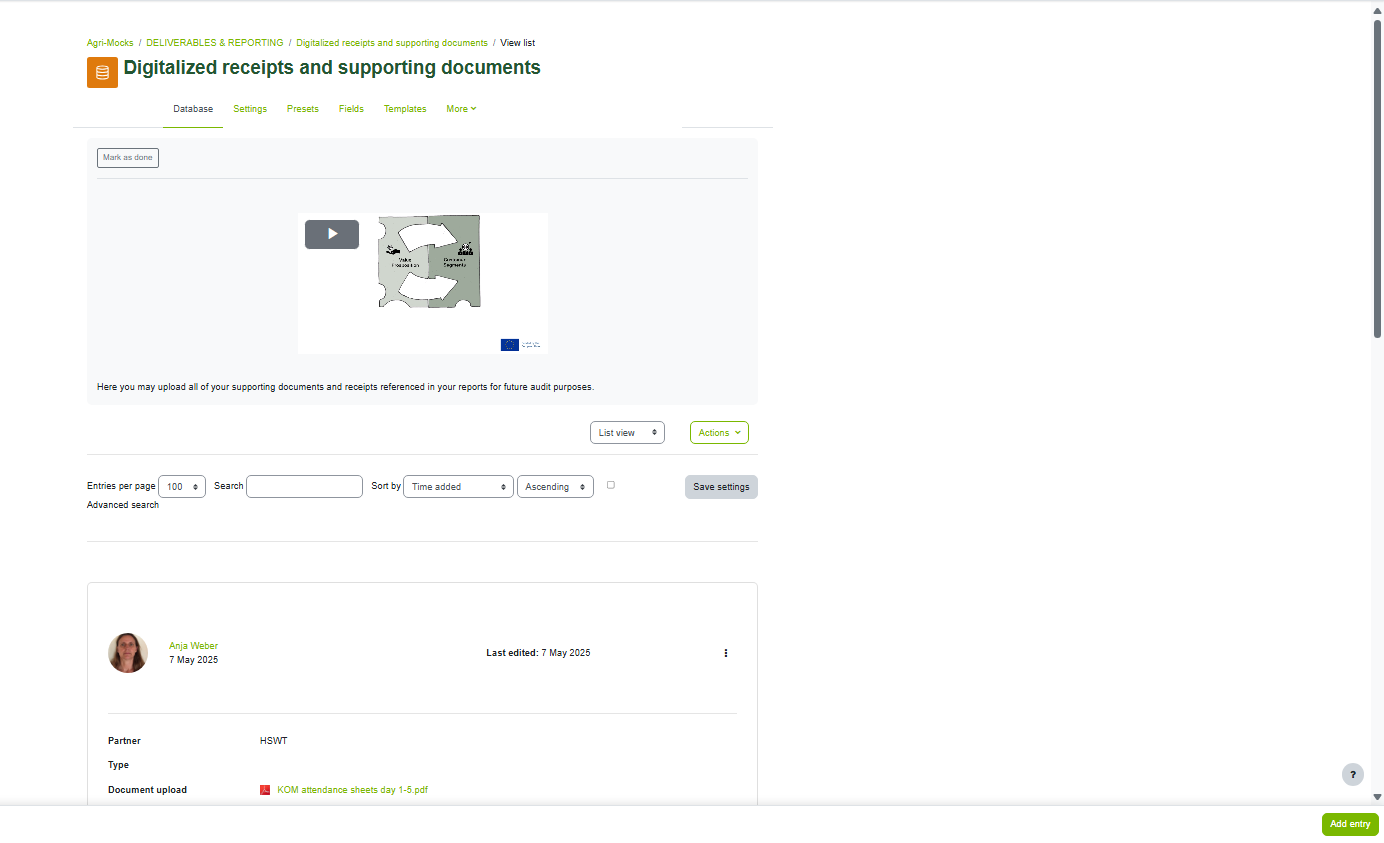 Agri-Mocks / DELIVERABLES & REPORTING / Digitalized receipts and supporting documents / View list
Digitalized receipts and supporting documents
Database Settings Presets Fields Templates More
Mark as done
Value Customer
Proposition Segments
Here you may upload all of your supporting documents and receipts referenced in your reports for future audit purposes.
List view Actions
Entries per page 100 Search Sort by Time added Ascending Save settings
Advanced search
Anja Weber
7 May 2025
Last edited: 7 May 2025
Partner HSWT
Type
Document upload KOM attendance sheets day 1-5.pdf
?
Add entry